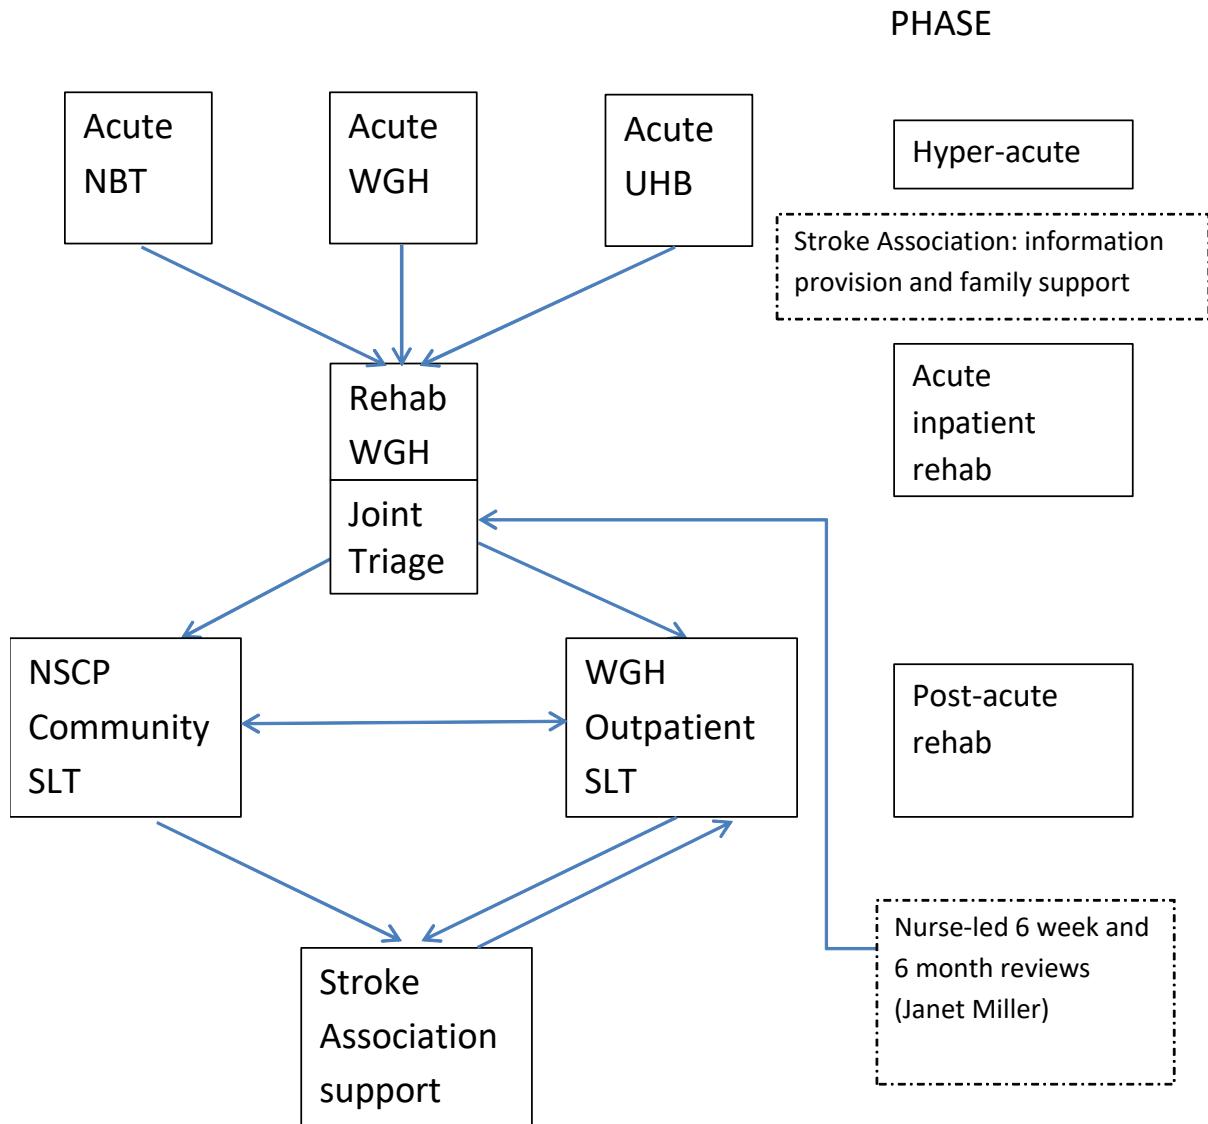 PHASE
Acute
NBT
Acute
WGH
Acute
UHB
Hyper-acute
Stroke Association: information
provision and family support
Rehab
WGH
Acute
inpatient
rehab
Joint
Triage
NSCP
Community
SLT
WGH
Outpatient
SLT
Post-acute
rehab
Nurse-led 6 week and
6 month reviews
(Janet Miller)
Stroke
Association
support